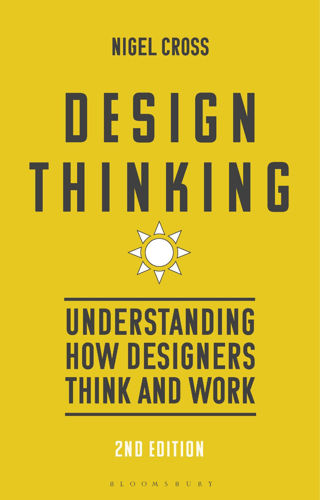 NIGEL CROSS
DESIGN
THINKING
UNDERSTANDING
HOW DESIGNERS
THINK AND WORK
2ND EDITION
BLOOMSBURY